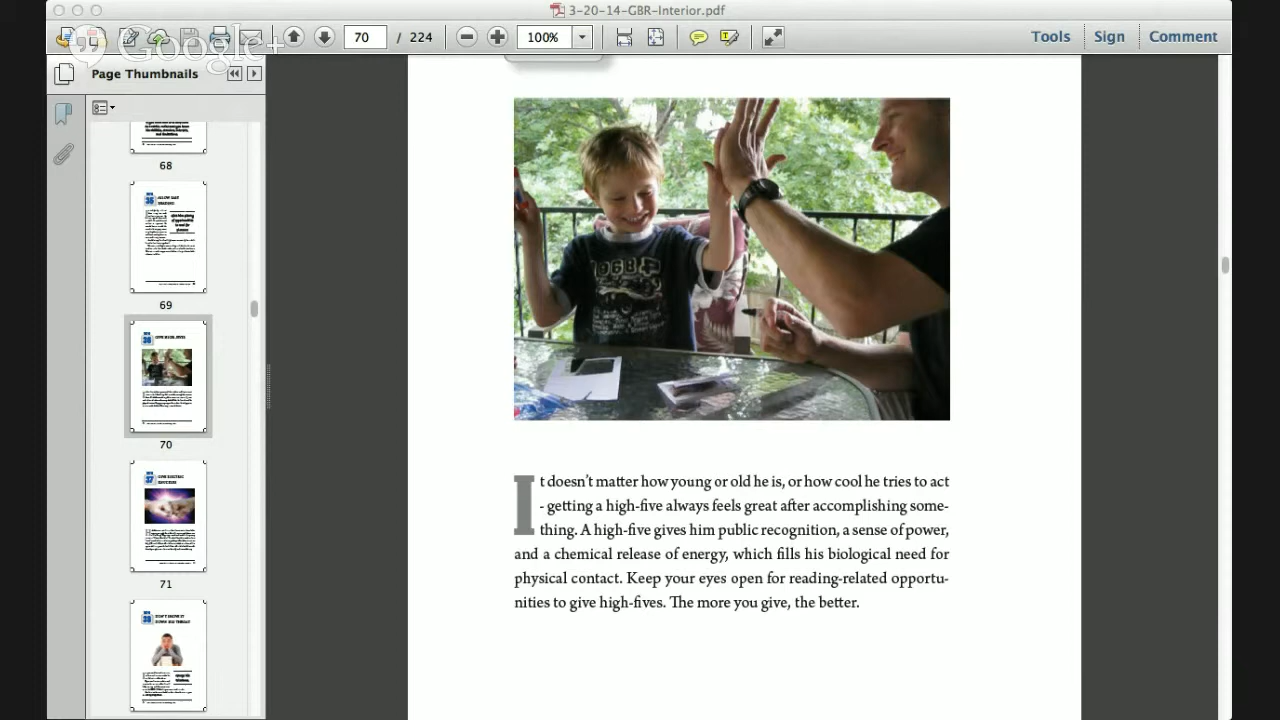 3-20-14-GBR-Interior.pdf
Google+
70 / 224
100%
Tools
Sign
Comment
Page Thumbnails
68
69
70
71
It doesn't matter how young or old he is, or how cool he tries to act
- getting a high-five always feels great after accomplishing some-
thing. A high-five gives him public recognition, a sense of power,
and a chemical release of energy, which fills his biological need for
physical contact. Keep your eyes open for reading-related opportu-
nities to give high-fives. The more you give, the better.